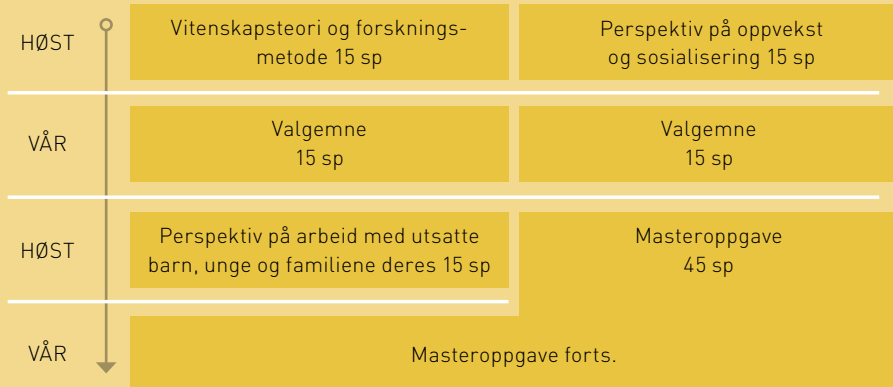 HØST
Vitenskapsteori og forsknings-
metode 15 sp
Perspektiv på oppvekst
og sosialisering 15 sp
VÅR
Valgemne
15 sp
Valgemne
15 sp
HØST
Perspektiv på arbeid med utsatte
barn, unge og familiene deres 15 sp
Masteroppgave
45 sp
VÅR
Masteroppgave forts.